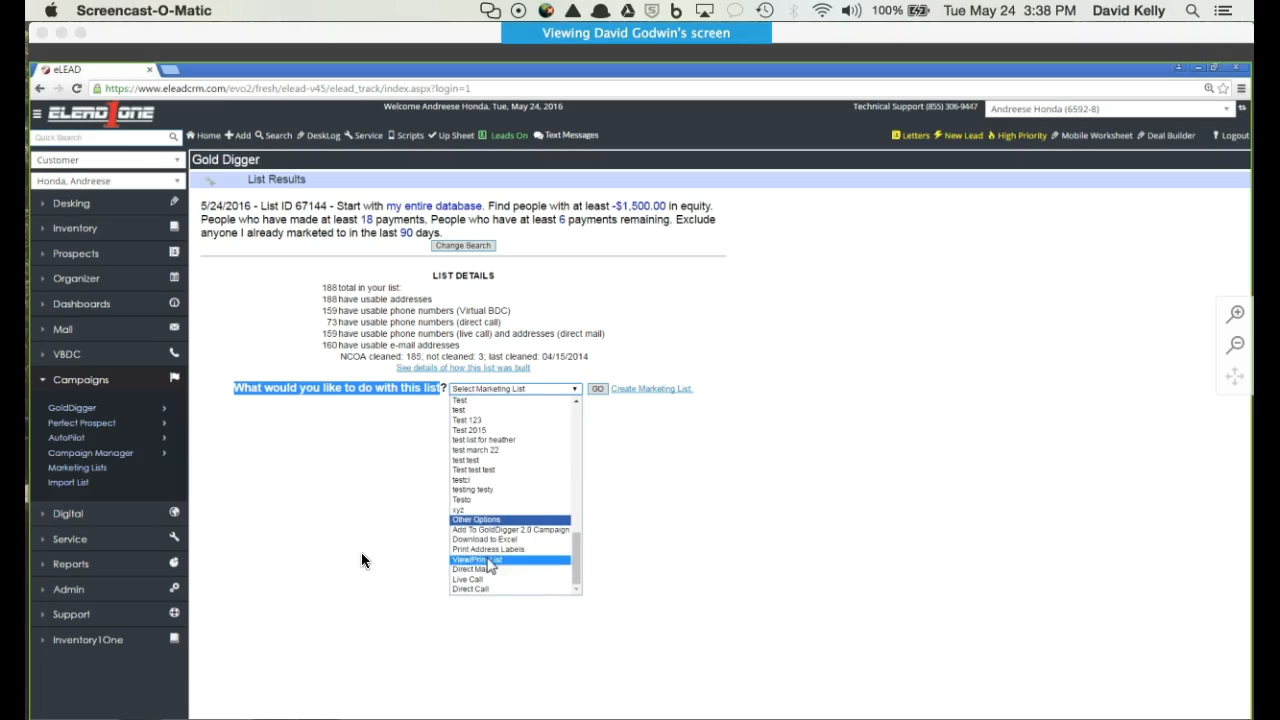 Screencast-O-Matic
100%
Tue May 24 3:38 PM
David Kelly
Viewing David Godwin's screen
eLEAD
https://www.eleadcrm.com/evo2/fresh/elead-v45/elead_track/index.aspx?login=1
ELEAD1ONE
Welcome Andreese Honda, Tue, May 24, 2016
Technical Support (855) 306-9447
Andreese Honda (6592-8)
Quick Search
Home Add Search DeskLog Service Scripts Up Sheet Leads On Text Messages
Letters New Lead High Priority Mobile Worksheet Deal Builder Logout
Customer
Honda, Andreese
Desking
Inventory
Prospects
Organizer
Dashboards
Mail
VBDC
Campaigns
GoldDigger
Perfect Prospect
AutoPilot
Campaign Manager
Marketing Lists
Import List
Digital
Service
Reports
Admin
Support
Inventory1One
Gold Digger
List Results
5/24/2016 - List ID 67144 - Start with my entire database. Find people with at least -$1,500.00 in equity.
People who have made at least 18 payments. People who have at least 6 payments remaining. Exclude
anyone I already marketed to in the last 90 days.
Change Search
LIST DETAILS
188 total in your list:
188 have usable addresses
159 have usable phone numbers (Virtual BDC)
73 have usable phone numbers (direct call)
159 have usable phone numbers (live call) and addresses (direct mail)
160 have usable e-mail addresses
NCOA cleaned: 185; not cleaned: 3; last cleaned: 04/15/2014
See details of how this list was built
What would you like to do with this list? Select Marketing List GO Create Marketing List.
Test
test
Test 123
Test 2015
test list for heather
test march 22
test test
Test test test
testcl
testing testy
Testo
xyz
Other Options
Add To GoldDigger 2.0 Campaign
Download to Excel
Print Address Labels
View/Print List
Direct Ma
Live Call
Direct Call